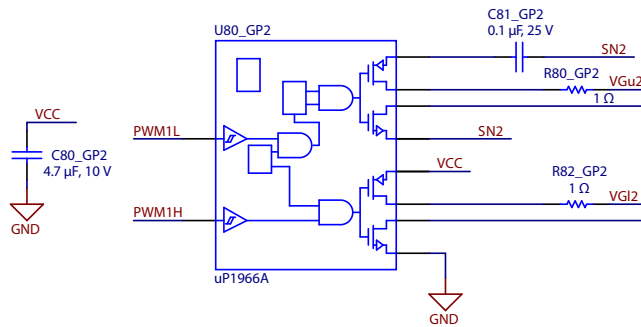 C81_GP2
U80_GP2
0.1 µF, 25 V
SN2
R80_GP2
VGu2
1 Ω
VCC
PWM1L
SN2
C80_GP2
4.7 µF, 10 V
VCC
R82_GP2
1 Ω
VGl2
PWM1H
GND
uP1966A
GND